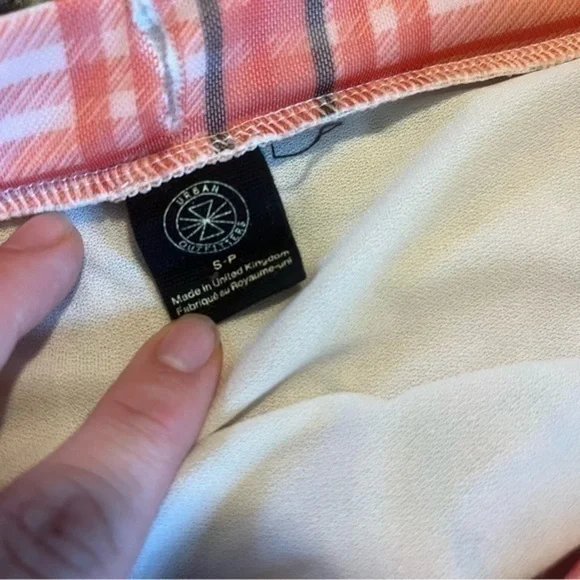 URBAN
OUTFITTERS
S-P
Made in United Kingdom
Fabriqué au Royaume-uni